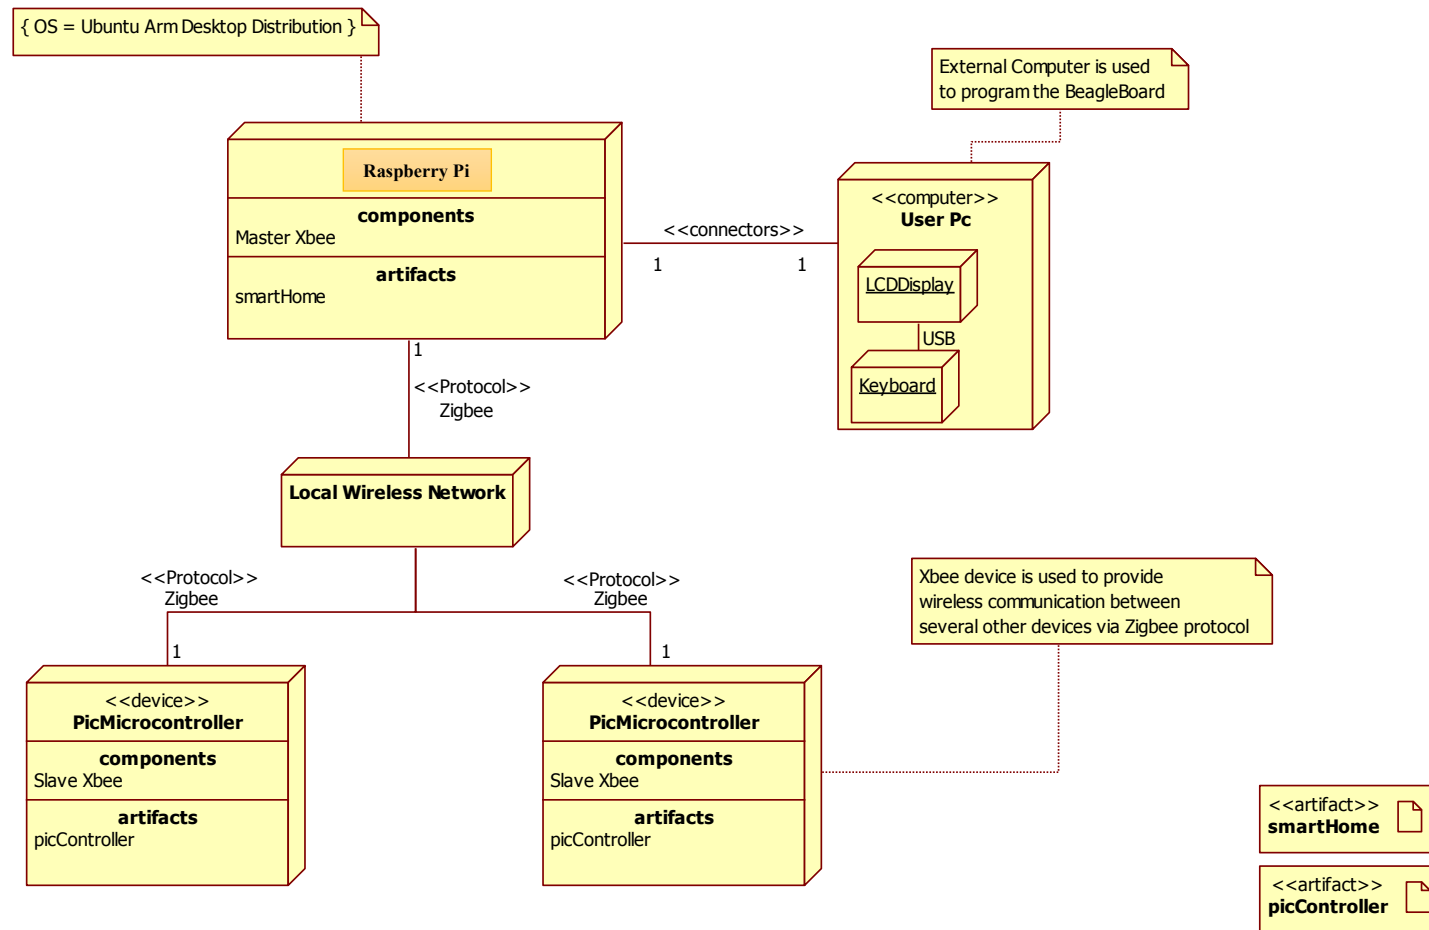 { OS = Ubuntu Arm Desktop Distribution }
External Computer is used
to program the BeagleBoard
Raspberry Pi
components
Master Xbee
artifacts
smartHome
<<connectors>>
1
1
<<computer>>
User Pc
LCDDisplay
USB
Keyboard
1
<<Protocol>>
Zigbee
Local Wireless Network
<<Protocol>>
Zigbee
1
<<Protocol>>
Zigbee
1
Xbee device is used to provide
wireless communication between
several other devices via Zigbee protocol
<<device>>
PicMicrocontroller
components
Slave Xbee
artifacts
picController
<<device>>
PicMicrocontroller
components
Slave Xbee
artifacts
picController
<<artifact>>
smartHome
<<artifact>>
picController